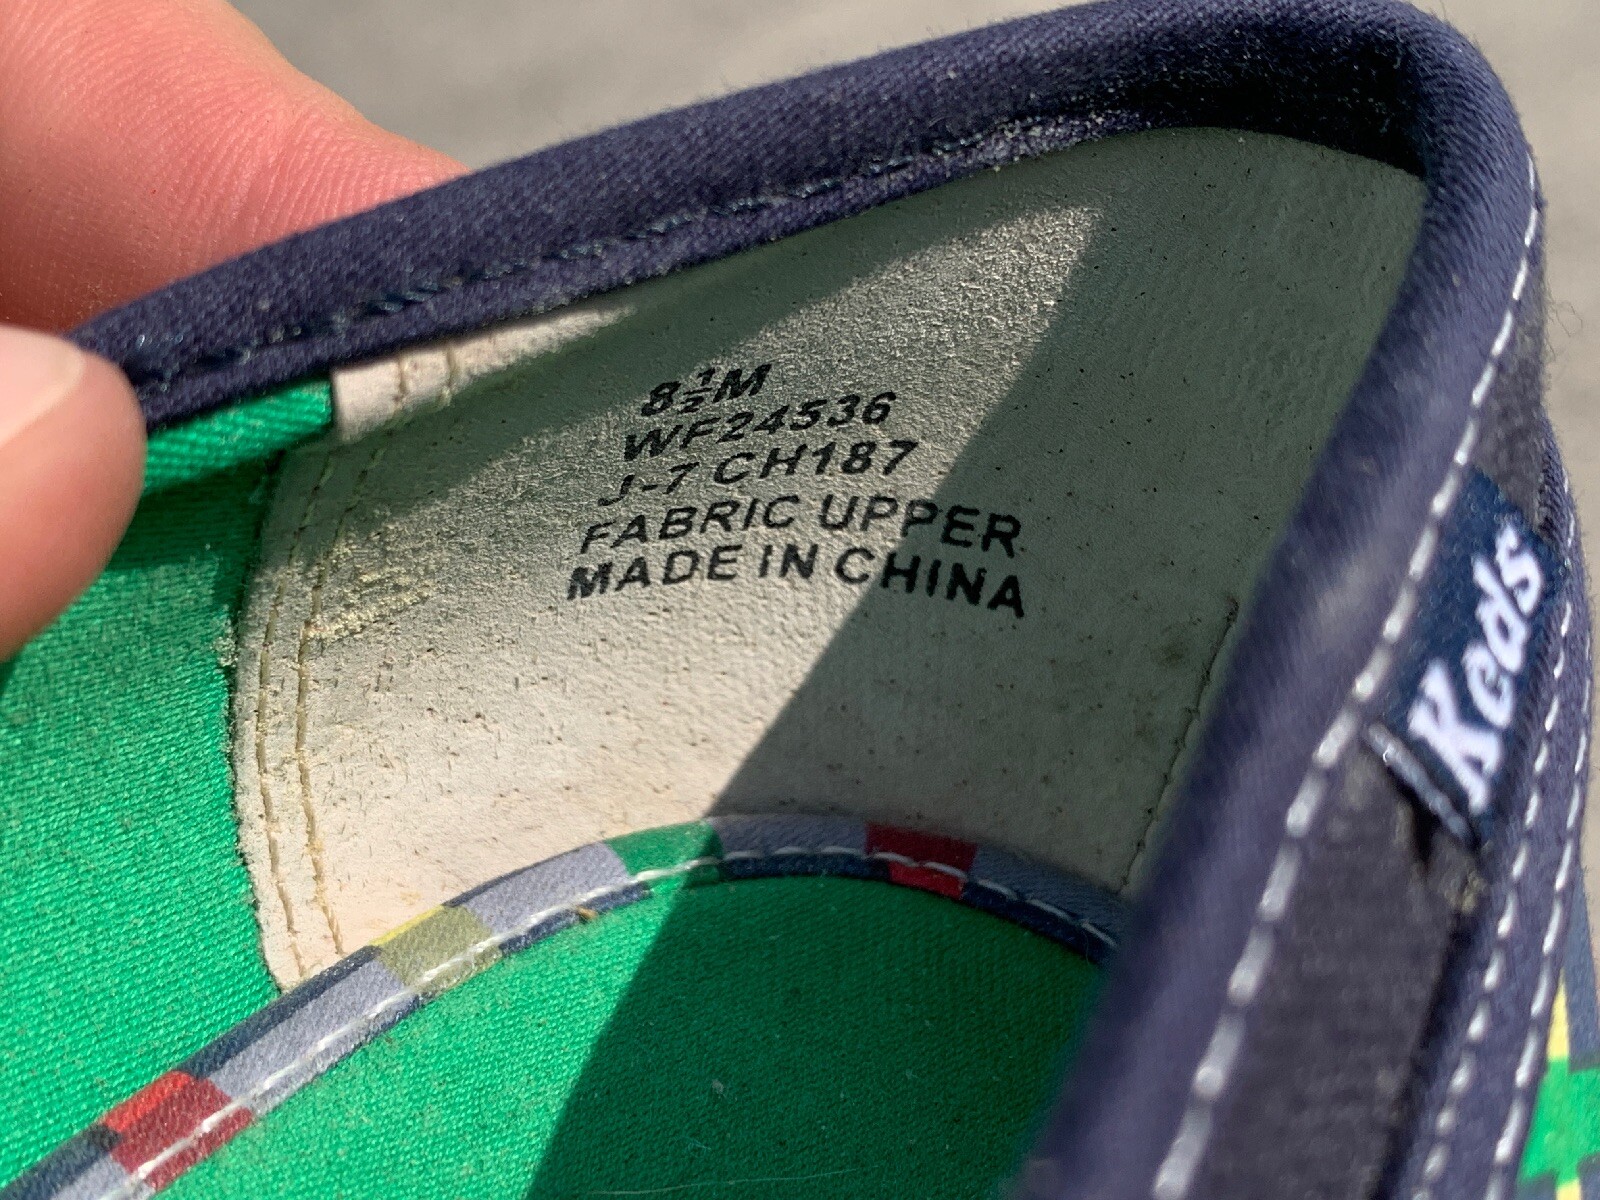 8½M
WF24536
J-7 CH187
FABRIC UPPER
MADE IN CHINA
Keds